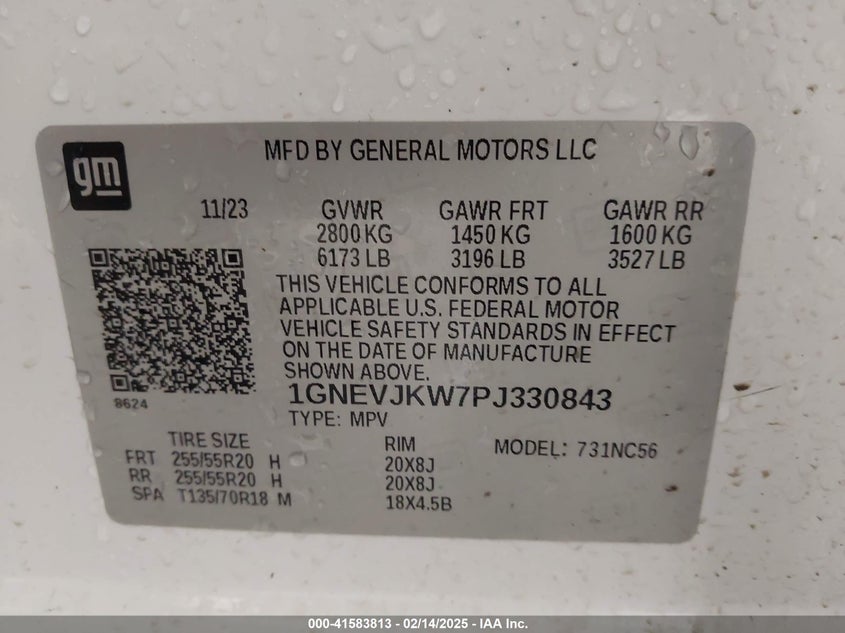 gm
MFD BY GENERAL MOTORS LLC
11/23 GVWR GAWR FRT GAWR RR
2800 KG 1450 KG 1600 KG
6173 LB 3196 LB 3527 LB
THIS VEHICLE CONFORMS TO ALL
APPLICABLE U.S. FEDERAL MOTOR
VEHICLE SAFETY STANDARDS IN EFFECT
ON THE DATE OF MANUFACTURE
SHOWN ABOVE.
8624
1GNEVJKW7PJ330843
TYPE: MPV
TIRE SIZE RIM MODEL: 731NC56
FRT 255/55R20 H 20X8J
RR 255/55R20 H 20X8J
SPA T135/70R18 M 18X4.5B
000-41583813 - 02/14/2025 - IAA Inc.